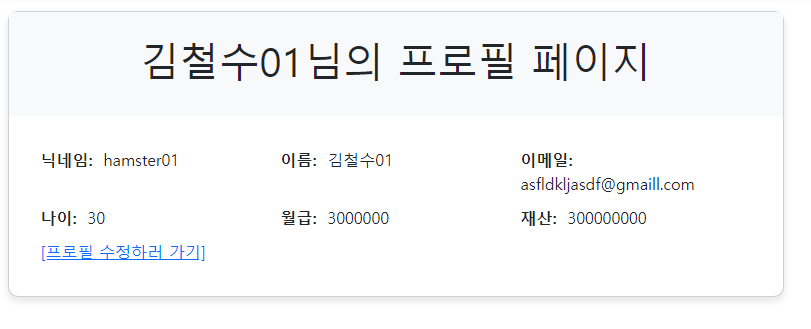 김철수01님의 프로필 페이지
닉네임: hamster01 이름: 김철수01 이메일:
asfldkljasdf@gmaill.com
나이: 30 월급: 3000000 재산: 300000000
[프로필 수정하러 가기]